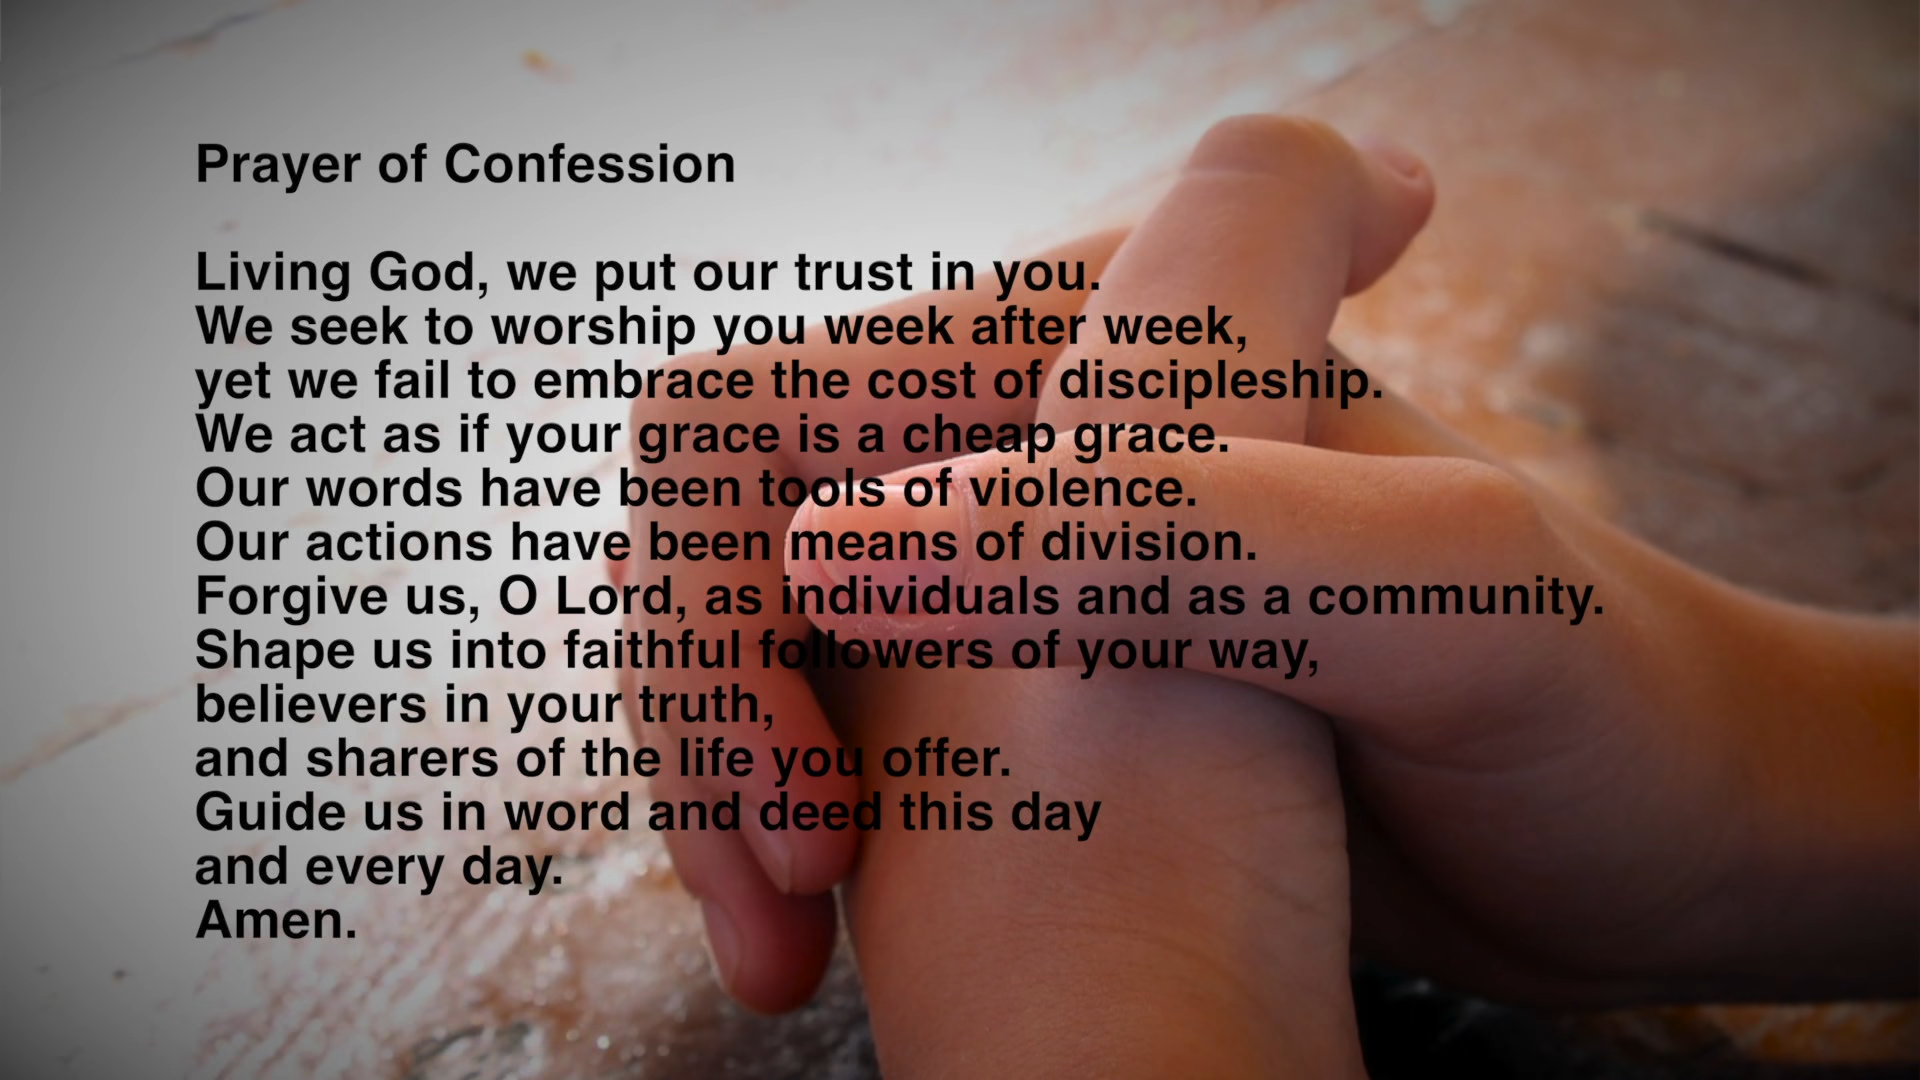 Prayer of Confession
Living God, we put our trust in you.
We seek to worship you week after week,
yet we fail to embrace the cost of discipleship.
We act as if your grace is a cheap grace.
Our words have been tools of violence.
Our actions have been means of division.
Forgive us, O Lord, as individuals and as a community.
Shape us into faithful followers of your way,
believers in your truth,
and sharers of the life you offer.
Guide us in word and deed this day
and every day.
Amen.